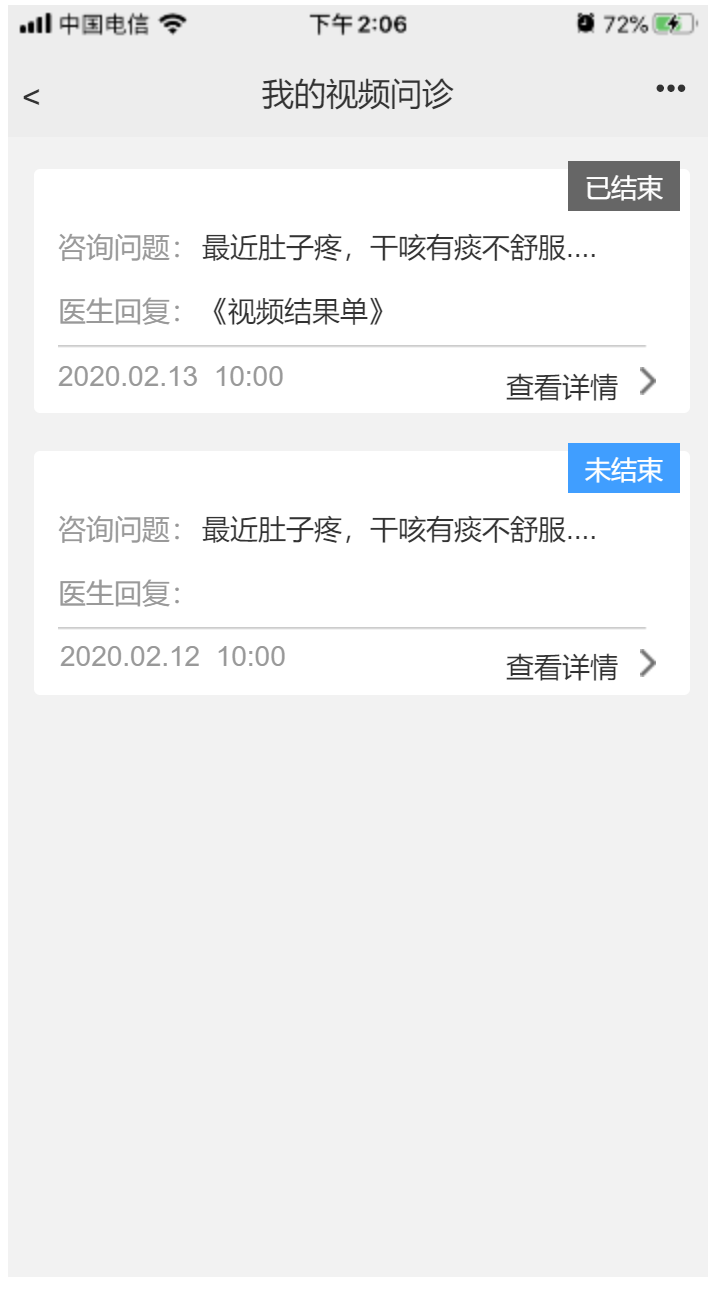 中国电信 下午2:06 72%
< 我的视频问诊 •••
已结束
咨询问题： 最近肚子疼，干咳有痰不舒服....
医生回复： 《视频结果单》
2020.02.13 10:00 查看详情
未结束
咨询问题： 最近肚子疼，干咳有痰不舒服....
医生回复：
2020.02.12 10:00 查看详情